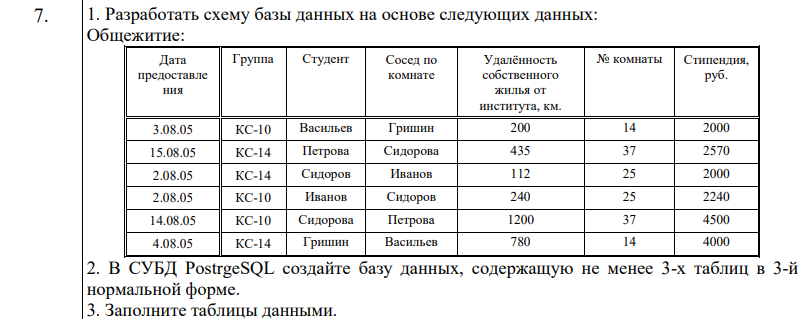 7.
1. Разработать схему базы данных на основе следующих данных:
Общежитие:
Дата предоставле ния Группа Студент Сосед по комнате Удалённость собственного жилья от института, км. № комнаты Стипендия, руб.
3.08.05 КС-10 Васильев Гришин 200 14 2000
15.08.05 КС-14 Петрова Сидорова 435 37 2570
2.08.05 КС-14 Сидоров Иванов 112 25 2000
2.08.05 КС-10 Иванов Сидоров 240 25 2240
14.08.05 КС-10 Сидорова Петрова 1200 37 4500
4.08.05 КС-14 Гришин Васильев 780 14 4000
2. В СУБД PostrgeSQL создайте базу данных, содержащую не менее 3-х таблиц в 3-й
нормальной форме.
3. Заполните таблицы данными.